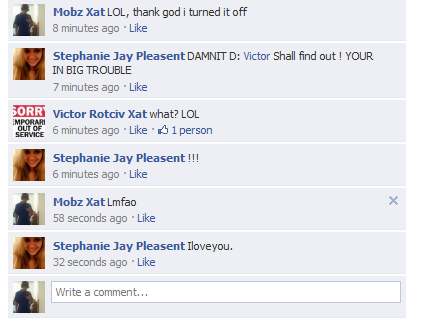 Mobz Xat LOL, thank god i turned it off
8 minutes ago · Like
Stephanie Jay Pleasent DAMNIT D: Victor Shall find out ! YOUR
IN BIG TROUBLE
7 minutes ago · Like
SORR
EMPORAR
OUT OF
SERVICE
Victor Rotciv Xat what? LOL
6 minutes ago · Like · 1 person
Stephanie Jay Pleasent !!!
6 minutes ago · Like
Mobz Xat Lmfao
58 seconds ago · Like
Stephanie Jay Pleasent Iloveyou.
32 seconds ago · Like
Write a comment...